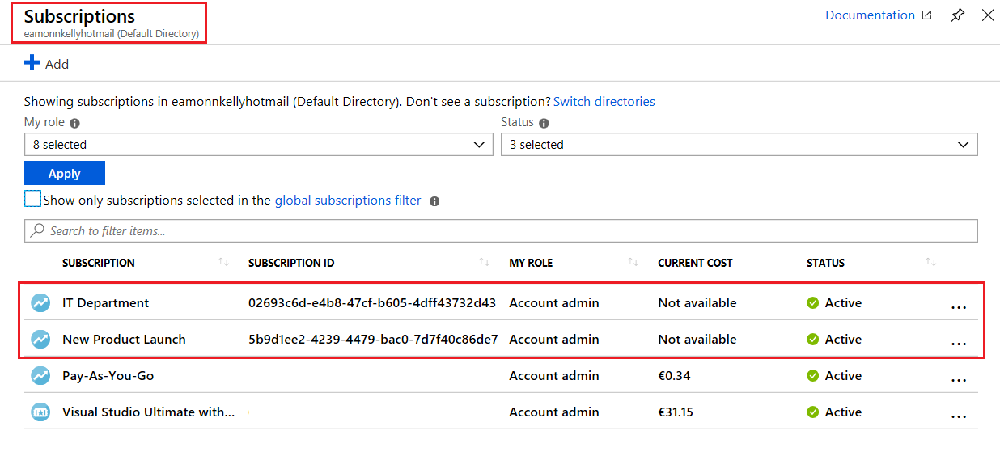 Subscriptions
Documentation
eamonnkellyhotmail (Default Directory)
Add
Showing subscriptions in eamonnkellyhotmail (Default Directory). Don't see a subscription? Switch directories
My role Status
8 selected 3 selected
Apply
Show only subscriptions selected in the global subscriptions filter
Search to filter items...
SUBSCRIPTION SUBSCRIPTION ID MY ROLE CURRENT COST STATUS
IT Department 02693c6d-e4b8-47cf-b605-4dff43732d43 Account admin Not available Active ...
New Product Launch 5b9d1ee2-4239-4479-bac0-7d7f40c86de7 Account admin Not available Active ...
Pay-As-You-Go Account admin €0.34 Active ...
Visual Studio Ultimate with... Account admin €31.15 Active ...